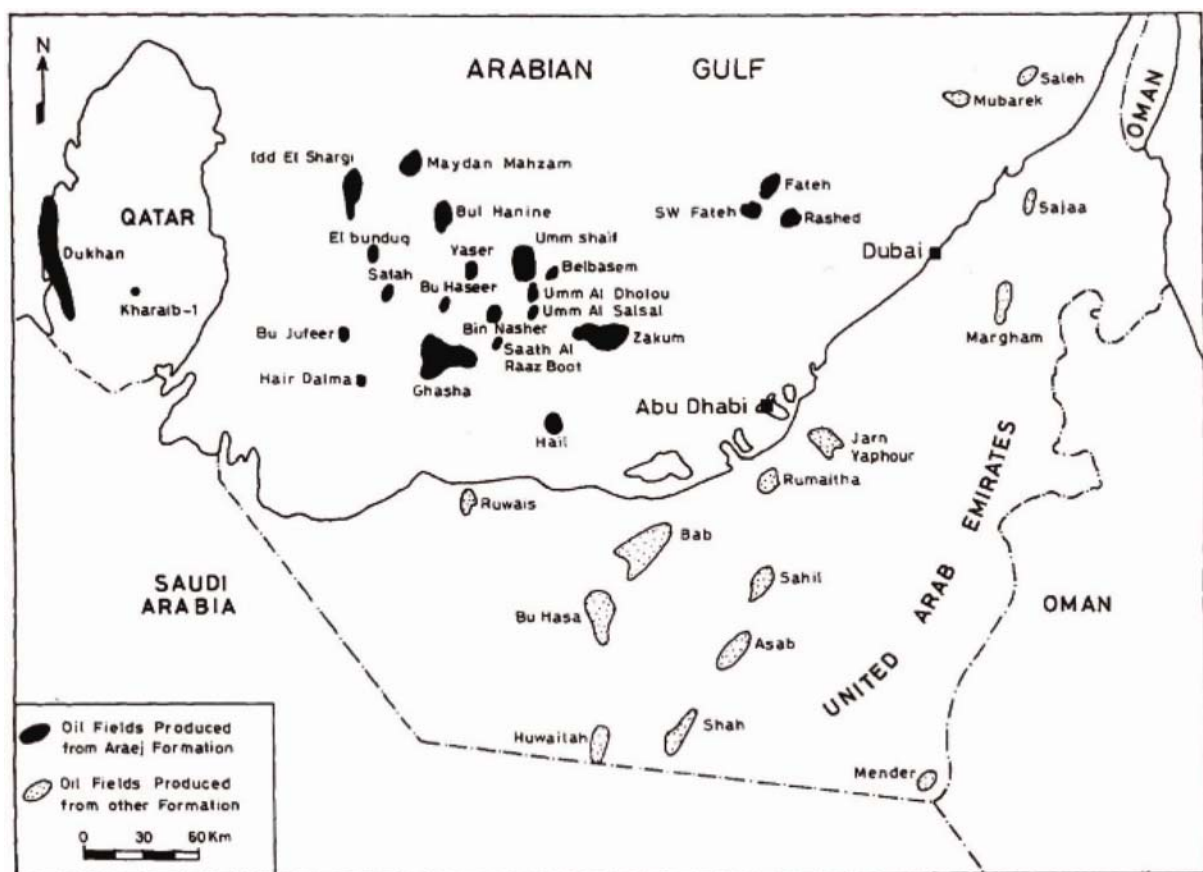 N
ARABIAN GULF
Saleh
Mubarek
OMAN
Idd El Shargi
Maydan Mahzam
Fateh
QATAR
Bul Hanine
SW Fateh
Rashed
Sajaa
Dukhan
El bunduq
Yaser
Umm shaif
Dubai
Satah
Belbasem
Kharaib-1
Bu Haseer
Umm Al Dholou
Umm Al Salsal
Bu Jufeer
Bin Nasher
Zakum
Margham
Saath Al
Raaz Boot
Hair Dalma
Ghasha
Abu Dhabi
Hail
Jarn
Yaphour
Rumaitha
Ruwais
UNITED ARAB EMIRATES
Bab
SAUDI
ARABIA
Sahil
OMAN
Bu Hasa
Asab
Shah
Huwailah
Mender
Oil Fields Produced
from Araej Formation
Oil Fields Produced
from other Formation
0 30 60 Km